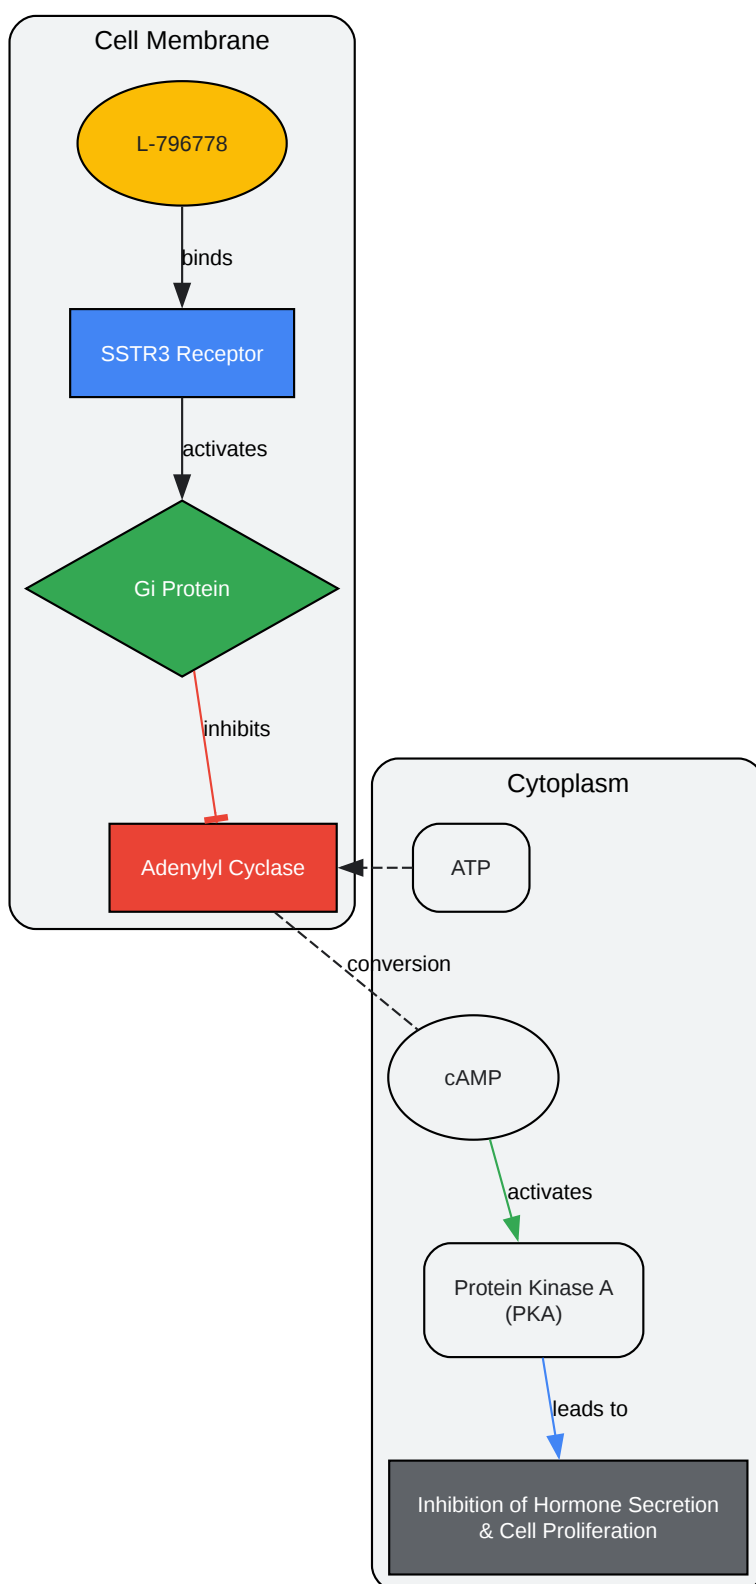 Cell Membrane
L-796778
binds
SSTR3 Receptor
activates
Gi Protein
inhibits
Cytoplasm
Adenylyl Cyclase
ATP
conversion
cAMP
activates
Protein Kinase A
(PKA)
leads to
Inhibition of Hormone Secretion
& Cell Proliferation